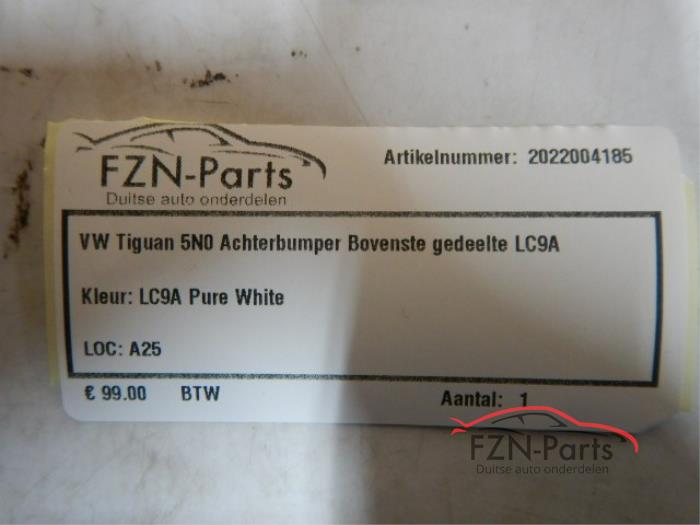 FZN-Parts
Duitse auto onderdelen
Artikelnummer: 2022004185
VW Tiguan 5N0 Achterbumper Bovenste gedeelte LC9A
Kleur: LC9A Pure White
LOC: A25
€ 99.00 BTW Aantal: 1
FZN-Parts
Duitse auto onderdelen